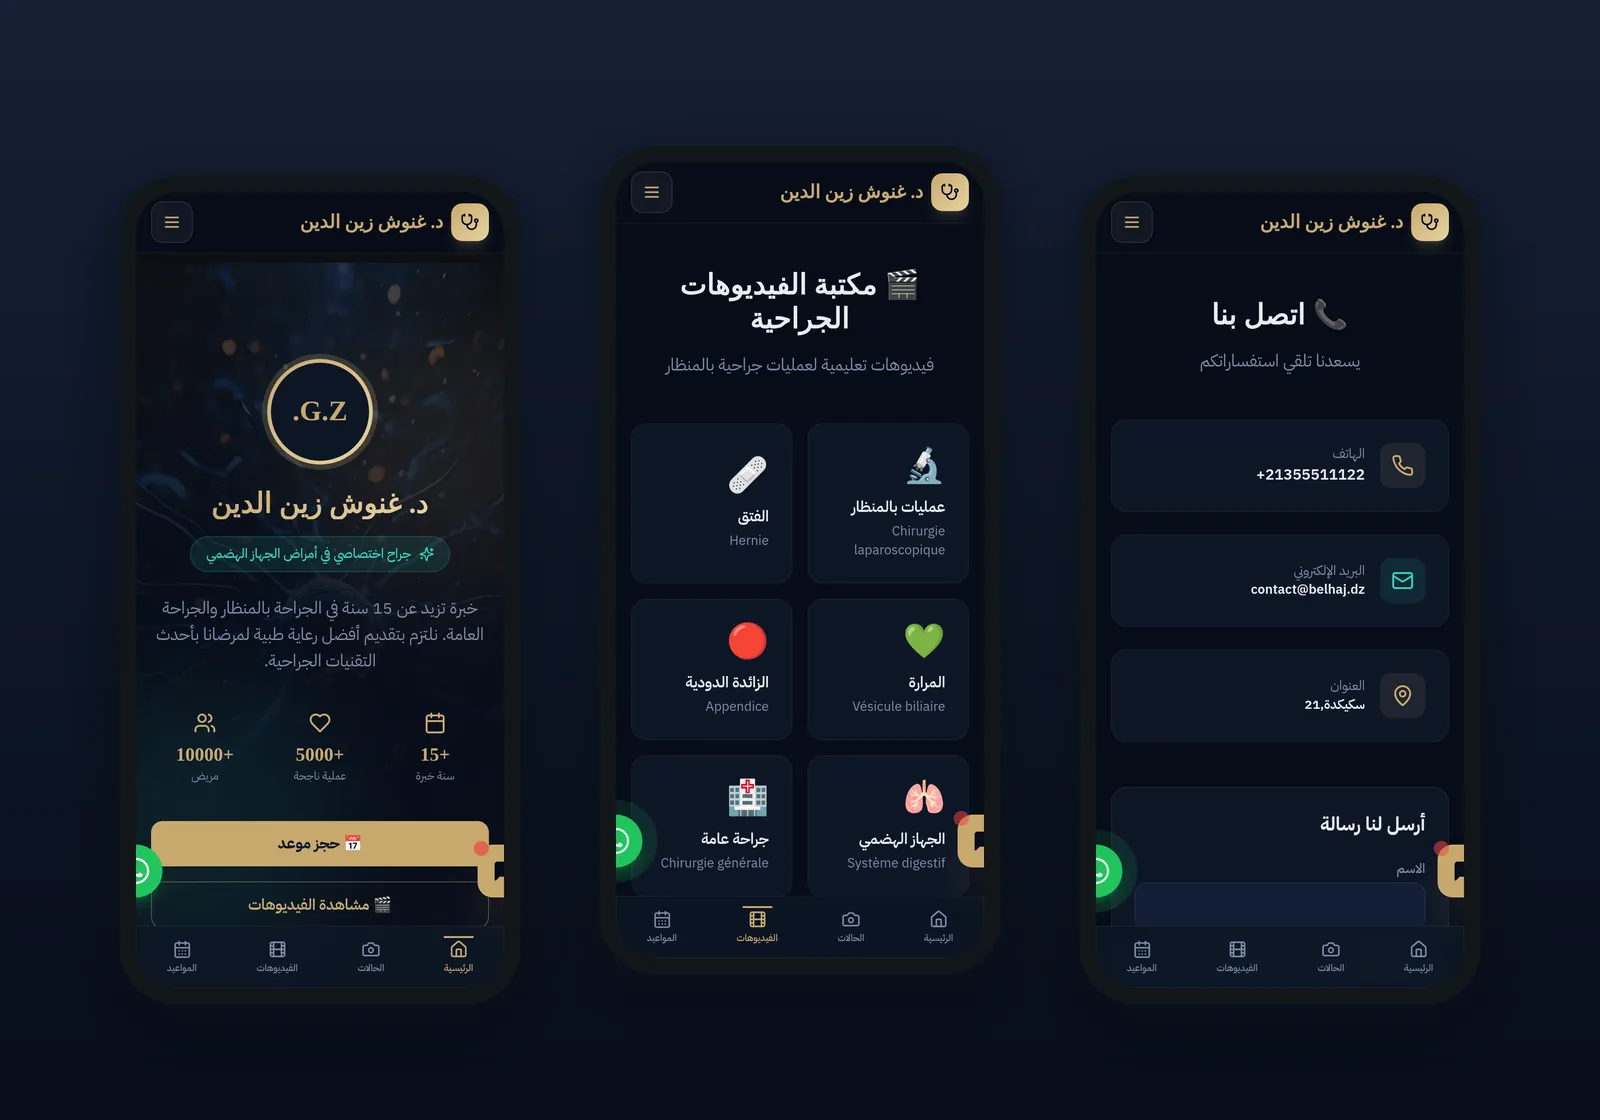 د. غنوش زين الدين
.G.Z
د. غنوش زين الدين
جراح اختصاصي في أمراض الجهاز الهضمي
خبرة تزيد عن 15 سنة في الجراحة بالمنظار والجراحة
العامة. نلتزم بتقديم أفضل رعاية طبية لمرضانا بأحدث
التقنيات الجراحية.
15+
سنة خبرة
5000+
عملية ناجحة
10000+
مريض
حجز موعد
مشاهدة الفيديوهات
الرئيسية
الحالات
الفيديوهات
المواعيد
د. غنوش زين الدين
مكتبة الفيديوهات
الجراحية
فيديوهات تعليمية لعمليات جراحية بالمنظار
عمليات بالمنظار
Chirurgie
laparoscopique
الفتق
Hernie
المرارة
Vésicule biliaire
الزائدة الدودية
Appendice
الجهاز الهضمي
Système digestif
جراحة عامة
Chirurgie générale
الرئيسية
الحالات
الفيديوهات
المواعيد
د. غنوش زين الدين
اتصل بنا
يسعدنا تلقي استفساراتكم
الهاتف
+21355511122
البريد الإلكتروني
contact@belhaj.dz
العنوان
سكيكدة,21
أرسل لنا رسالة
الاسم
الرئيسية
الحالات
الفيديوهات
المواعيد